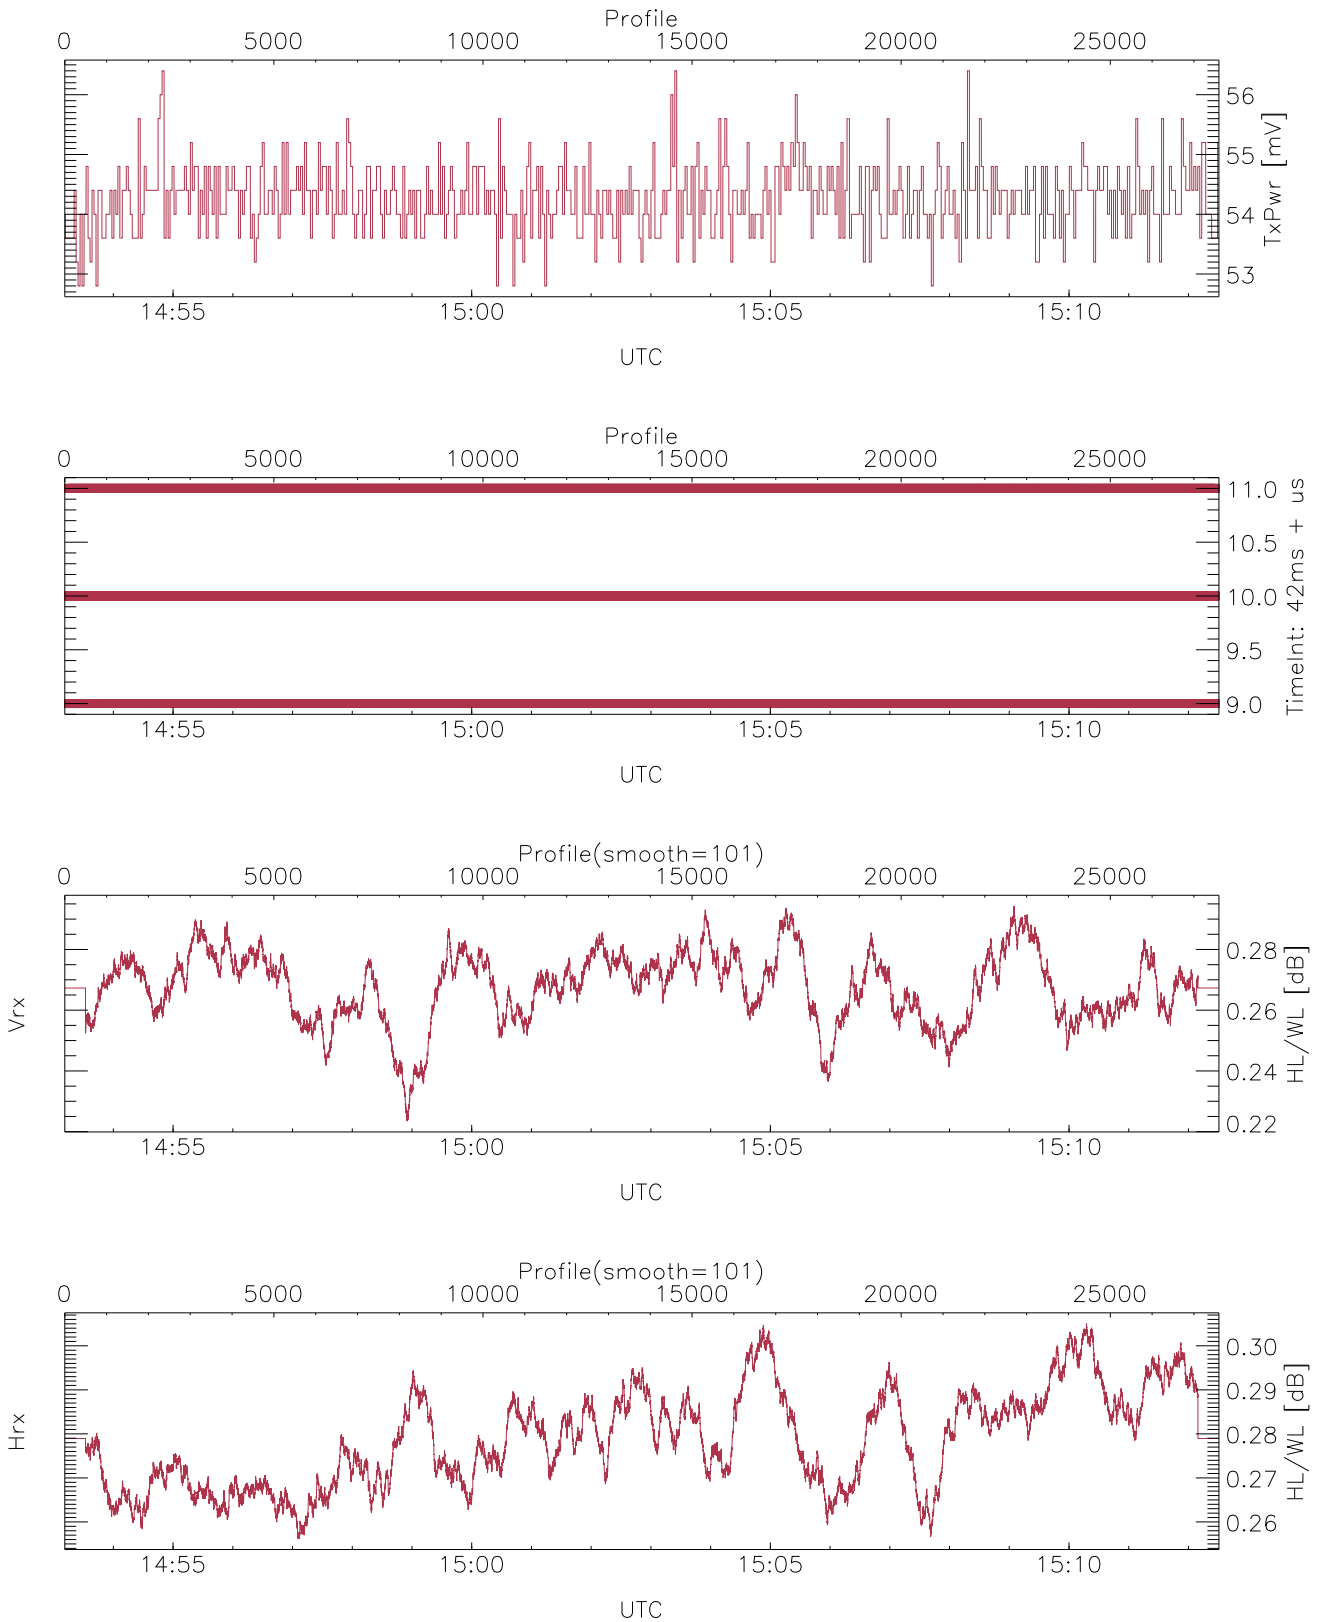 Profile
0 5000 10000 15000 20000 25000
56
55
54
53
TxPwr [mV]
14:55 15:00 15:05 15:10
UTC
Profile
0 5000 10000 15000 20000 25000
11.0
10.5
10.0
9.5
9.0
TimeInt: 42ms + us
14:55 15:00 15:05 15:10
UTC
Profile(smooth=101)
0 5000 10000 15000 20000 25000
Vrx
0.28
0.26
0.24
0.22
HL/WL [dB]
14:55 15:00 15:05 15:10
UTC
Profile(smooth=101)
0 5000 10000 15000 20000 25000
Hrx
0.30
0.29
0.28
0.27
0.26
HL/WL [dB]
14:55 15:00 15:05 15:10
UTC